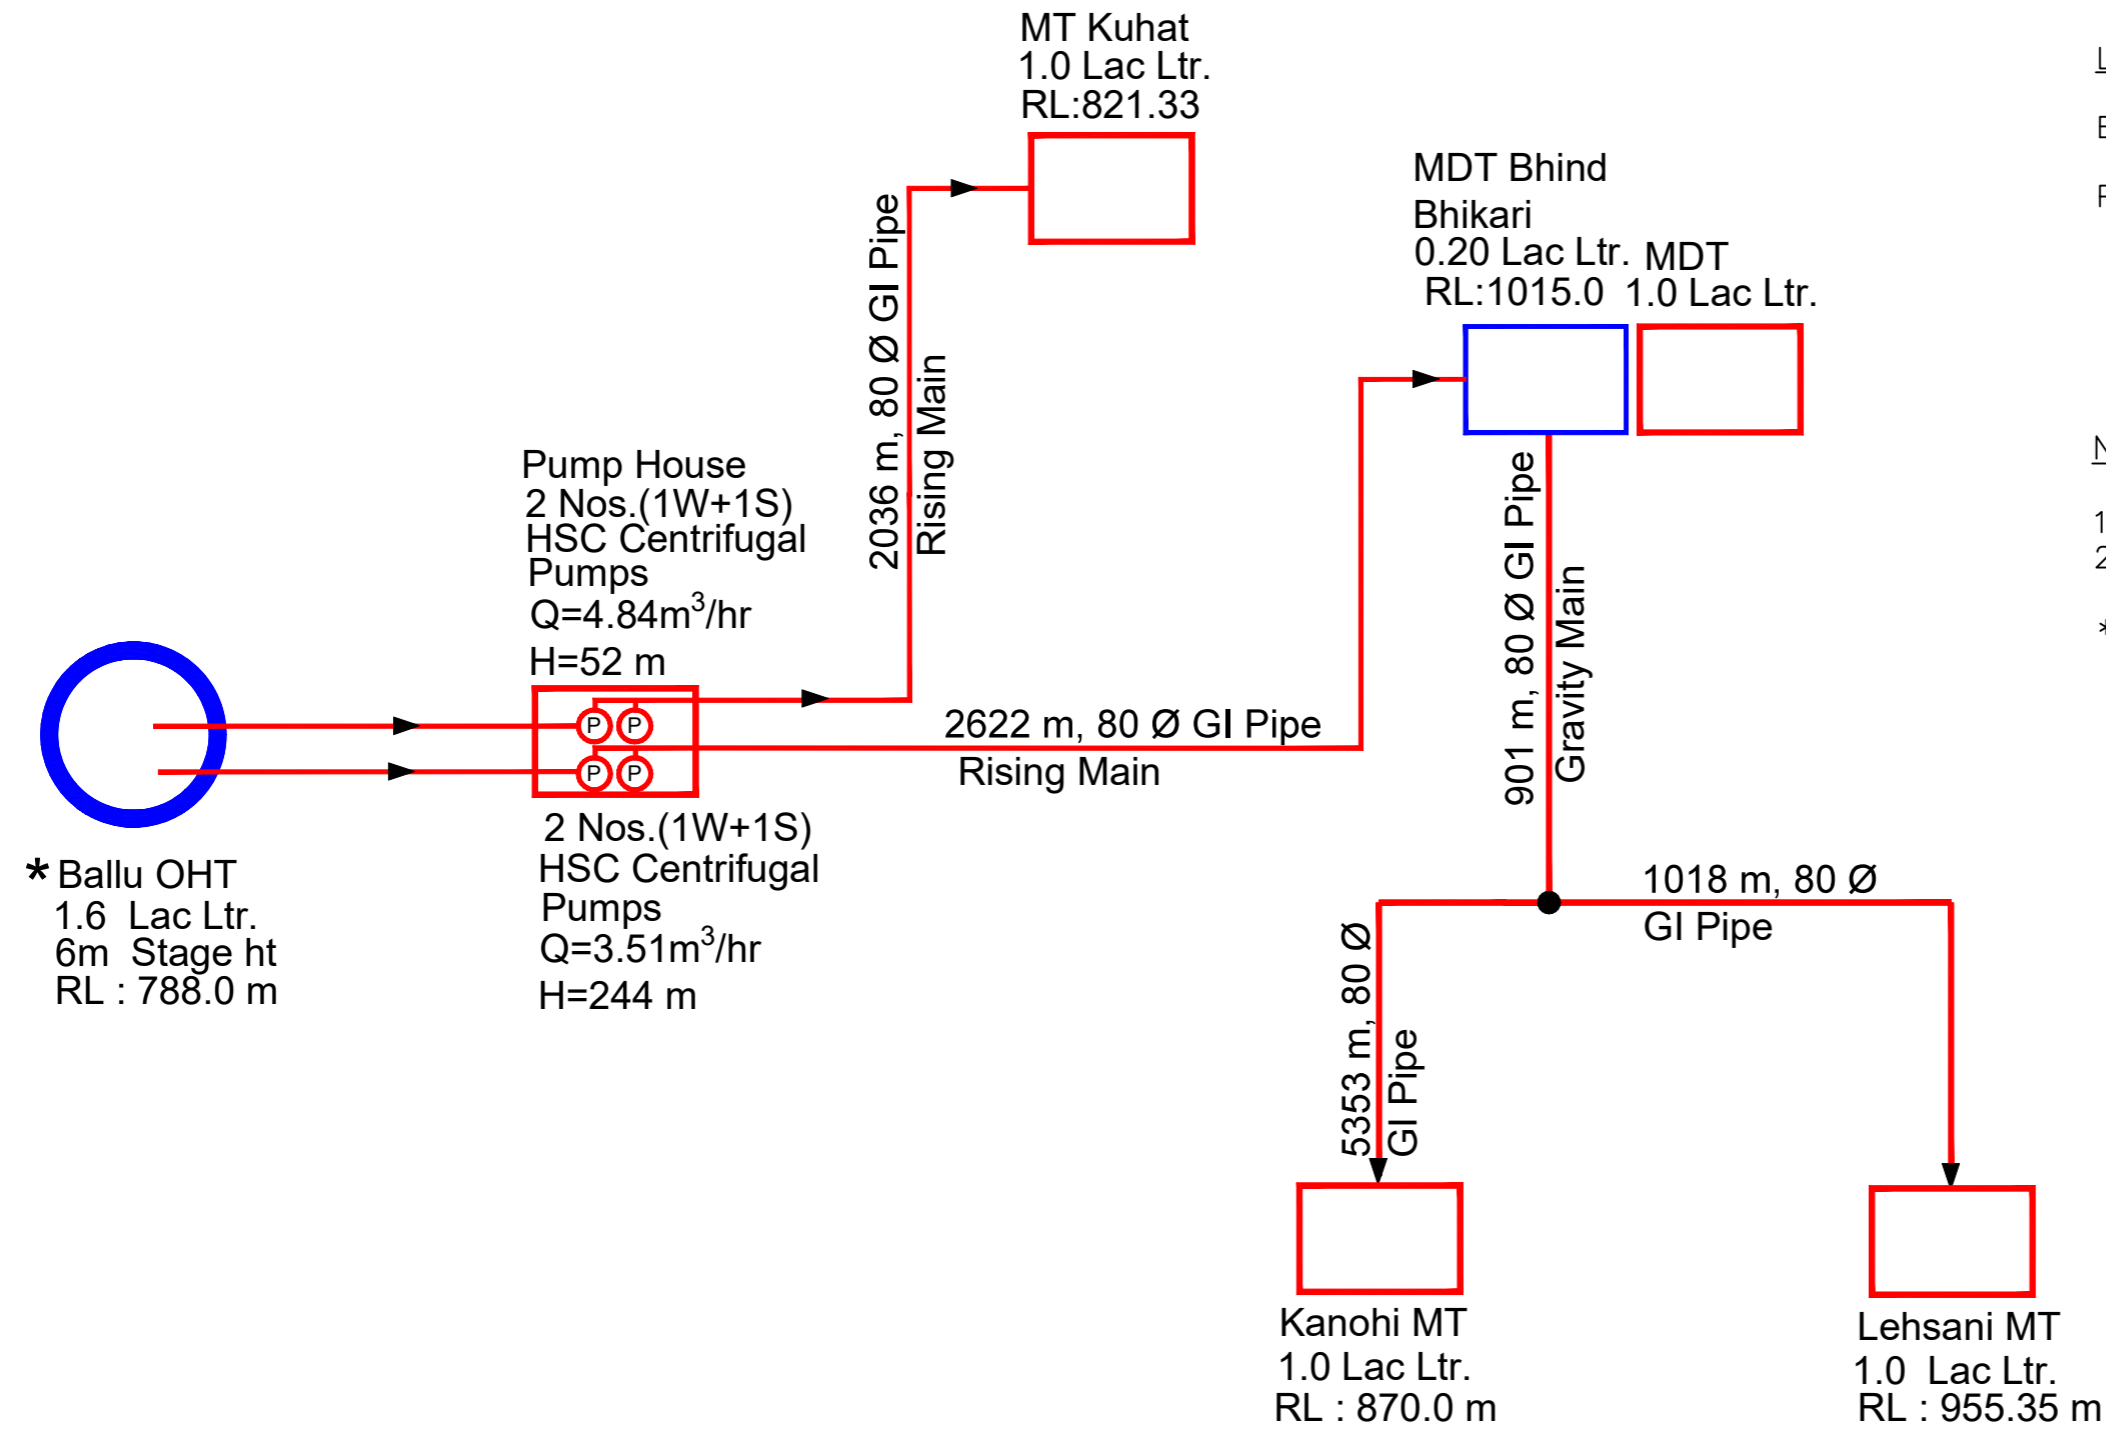 MT Kuhat
1.0 Lac Ltr.
RL:821.33
MDT Bhind
Bhikari
0.20 Lac Ltr.
RL:1015.0
MDT
1.0 Lac Ltr.
2036 m, 80 Ø GI Pipe
Rising Main
Pump House
2 Nos.(1W+1S)
HSC Centrifugal
Pumps
Q=4.84m³/hr
H=52 m
P P
P P
2622 m, 80 Ø GI Pipe
Rising Main
901 m, 80 Ø GI Pipe
Gravity Main
2 Nos.(1W+1S)
HSC Centrifugal
Pumps
Q=3.51m³/hr
H=244 m
* Ballu OHT
1.6 Lac Ltr.
6m Stage ht
RL : 788.0 m
1018 m, 80 Ø
GI Pipe
5353 m, 80 Ø
GI Pipe
Kanohi MT
1.0 Lac Ltr.
RL : 870.0 m
Lehsani MT
1.0 Lac Ltr.
RL : 955.35 m
L
N
1
2
*